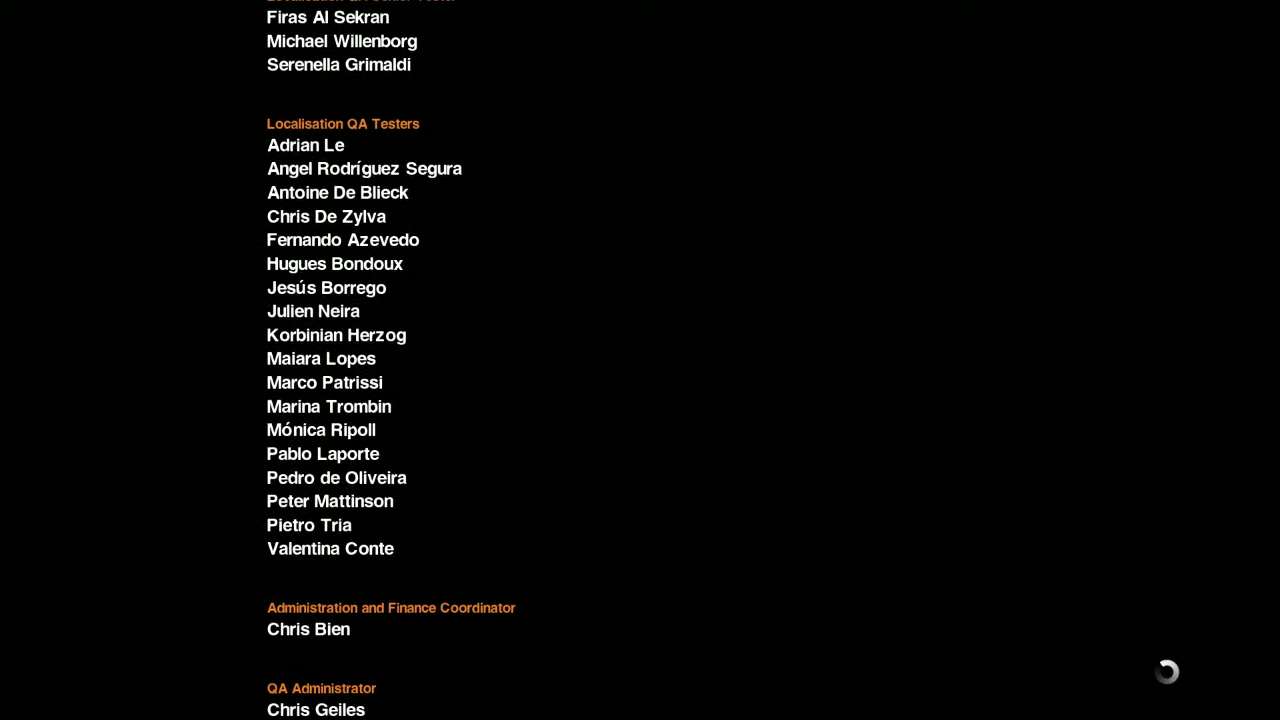 Firas Al Sekran
Michael Willenborg
Serenella Grimaldi
Localisation QA Testers
Adrian Le
Angel Rodríguez Segura
Antoine De Blieck
Chris De Zylva
Fernando Azevedo
Hugues Bondoux
Jesús Borrego
Julien Neira
Korbinian Herzog
Maiara Lopes
Marco Patrissi
Marina Trombin
Mónica Ripoll
Pablo Laporte
Pedro de Oliveira
Peter Mattinson
Pietro Tria
Valentina Conte
Administration and Finance Coordinator
Chris Bien
QA Administrator
Chris Geiles